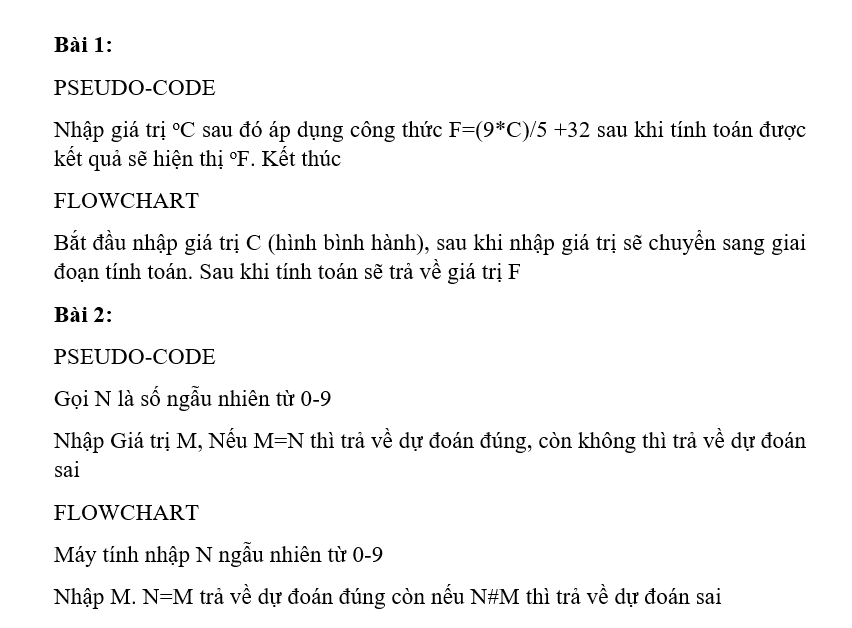 Bài 1:
PSEUDO-CODE
Nhập giá trị ᵒC sau đó áp dụng công thức F=(9*C)/5 +32 sau khi tính toán được
kết quả sẽ hiện thị ᵒF. Kết thúc
FLOWCHART
Bắt đầu nhập giá trị C (hình bình hành), sau khi nhập giá trị sẽ chuyển sang giai
đoạn tính toán. Sau khi tính toán sẽ trả về giá trị F
Bài 2:
PSEUDO-CODE
Gọi N là số ngẫu nhiên từ 0-9
Nhập Giá trị M, Nếu M=N thì trả về dự đoán đúng, còn không thì trả về dự đoán
sai
FLOWCHART
Máy tính nhập N ngẫu nhiên từ 0-9
Nhập M. N=M trả về dự đoán đúng còn nếu N#M thì trả về dự đoán sai